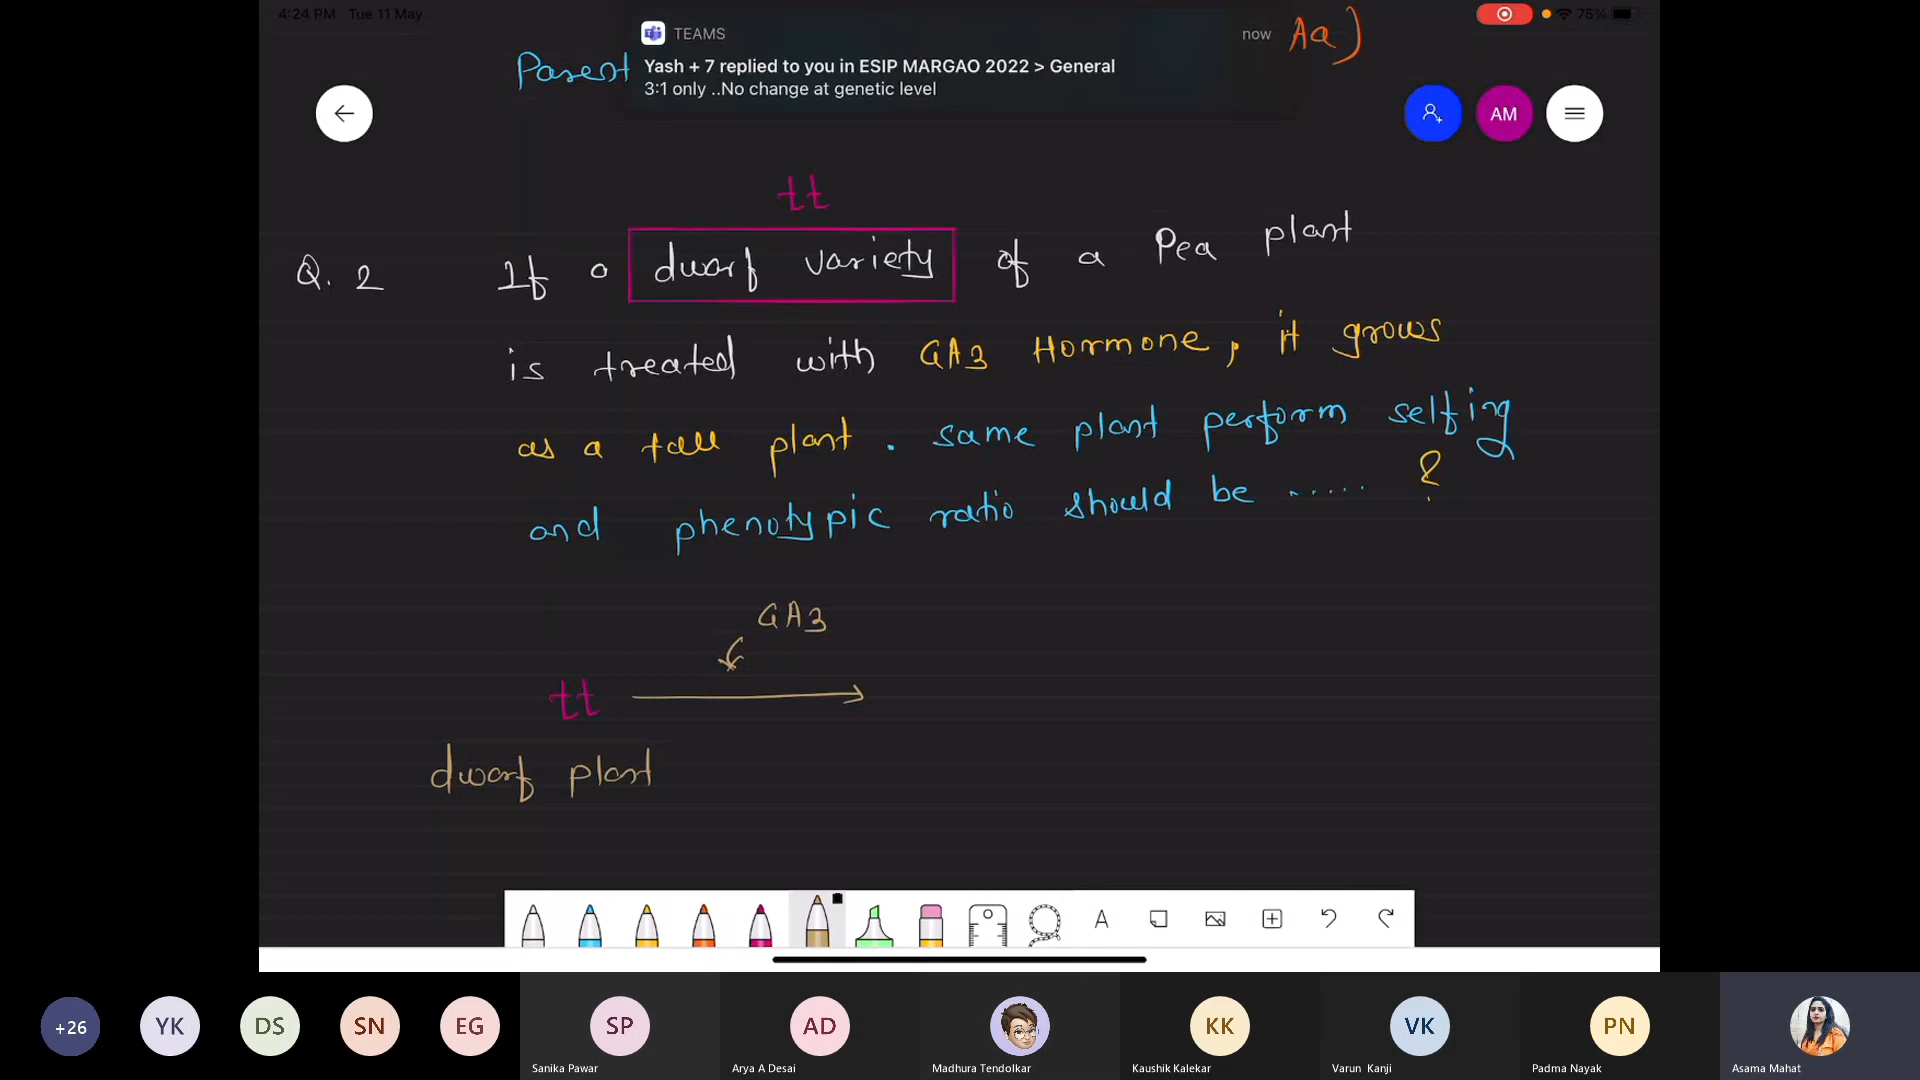 4:24 PM Tue 11 May
75%
TEAMS
now
Aa)
Parent
Yash + 7 replied to you in ESIP MARGAO 2022 > General
3:1 only ..No change at genetic level
AM
tt
Q. 2 If a dwarf variety of a Pea plant
is treated with GA3 Hormone, it grows
as a tall plant. same plant perform selfing
and phenotypic ratio should be ..... ?
GA3
tt
dwarf plant
A
+26
YK
DS
SN
EG
SP
AD
KK
VK
PN
Sanika Pawar
Arya A Desai
Madhura Tendolkar
Kaushik Kalekar
Varun Kanji
Padma Nayak
Asama Mahat